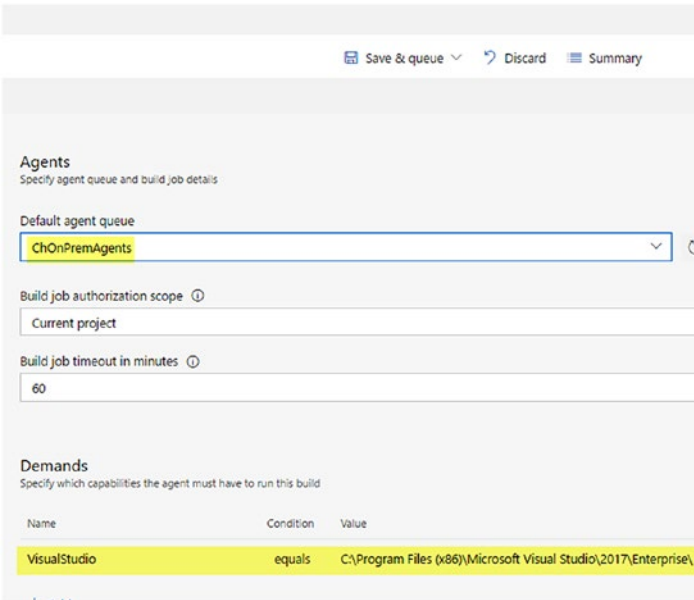 Save & queue Discard Summary
Agents
Specify agent queue and build job details
Default agent queue
ChOnPremAgents
Build job authorization scope
Current project
Build job timeout in minutes
60
Demands
Specify which capabilities the agent must have to run this build
Name Condition Value
VisualStudio equals C:\Program Files (x86)\Microsoft Visual Studio\2017\Enterprise\